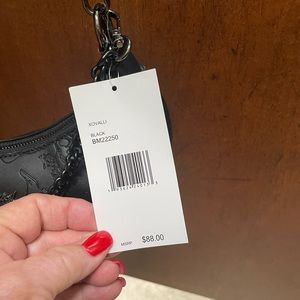 XOVALLI
BLACK
BM22250
MSRP $88.00